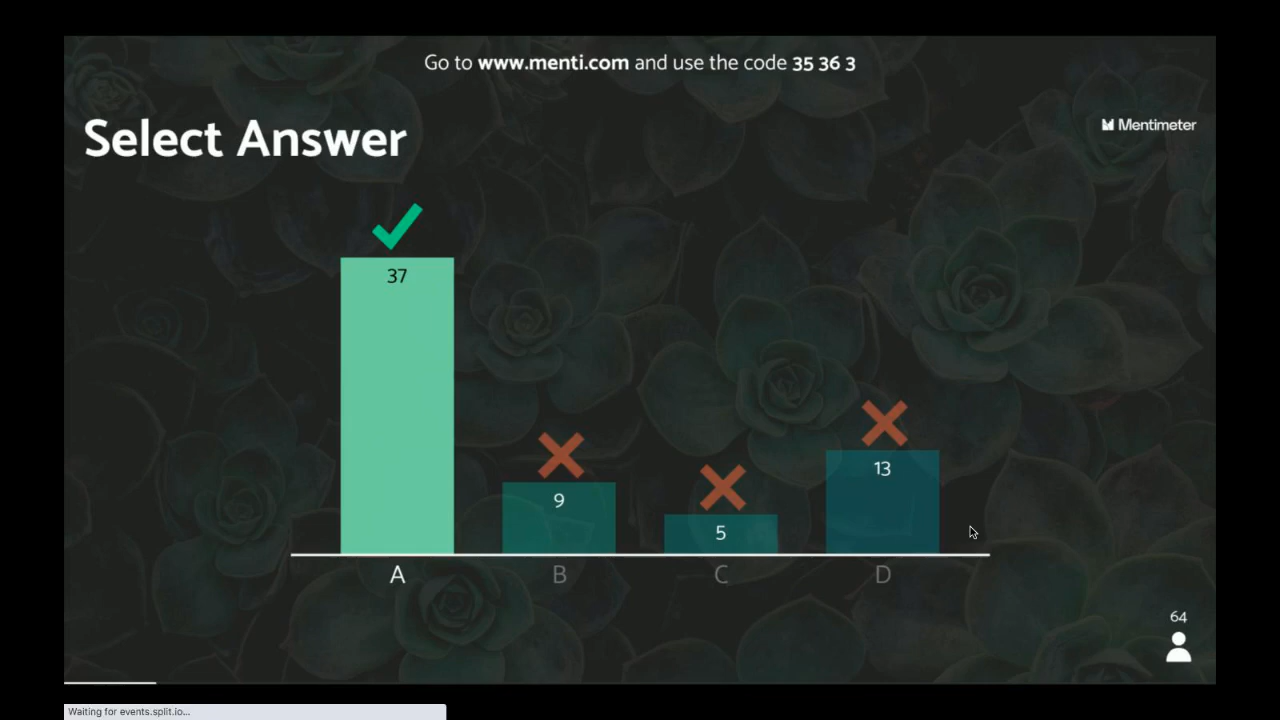 Go to www.menti.com and use the code 35 36 3
Select Answer
Mentimeter
37
9
5
13
A
B
C
D
64
Waiting for events.split.io...